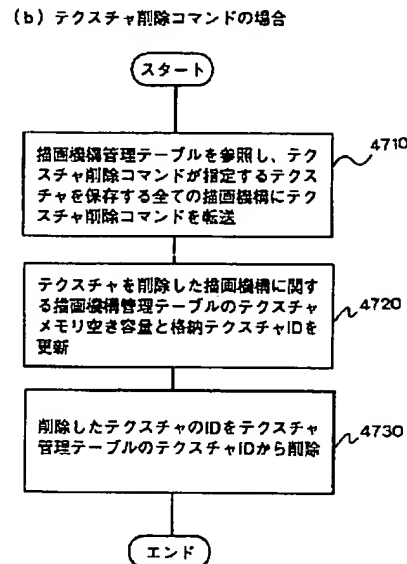 (b) テクスチャ削除コマンドの場合
スタート
描画機構管理テーブルを参照し、テク
スチャ削除コマンドが指定するテクス
チャを保存する全ての描画機構にテク
スチャ削除コマンドを転送
4710
テクスチャを削除した描画機構に関す
る描画機構管理テーブルのテクスチャ
メモリ空き容量と格納テクスチャIDを
更新
4720
削除したテクスチャのIDをテクスチャ
管理テーブルのテクスチャIDから削除
4730
エンド